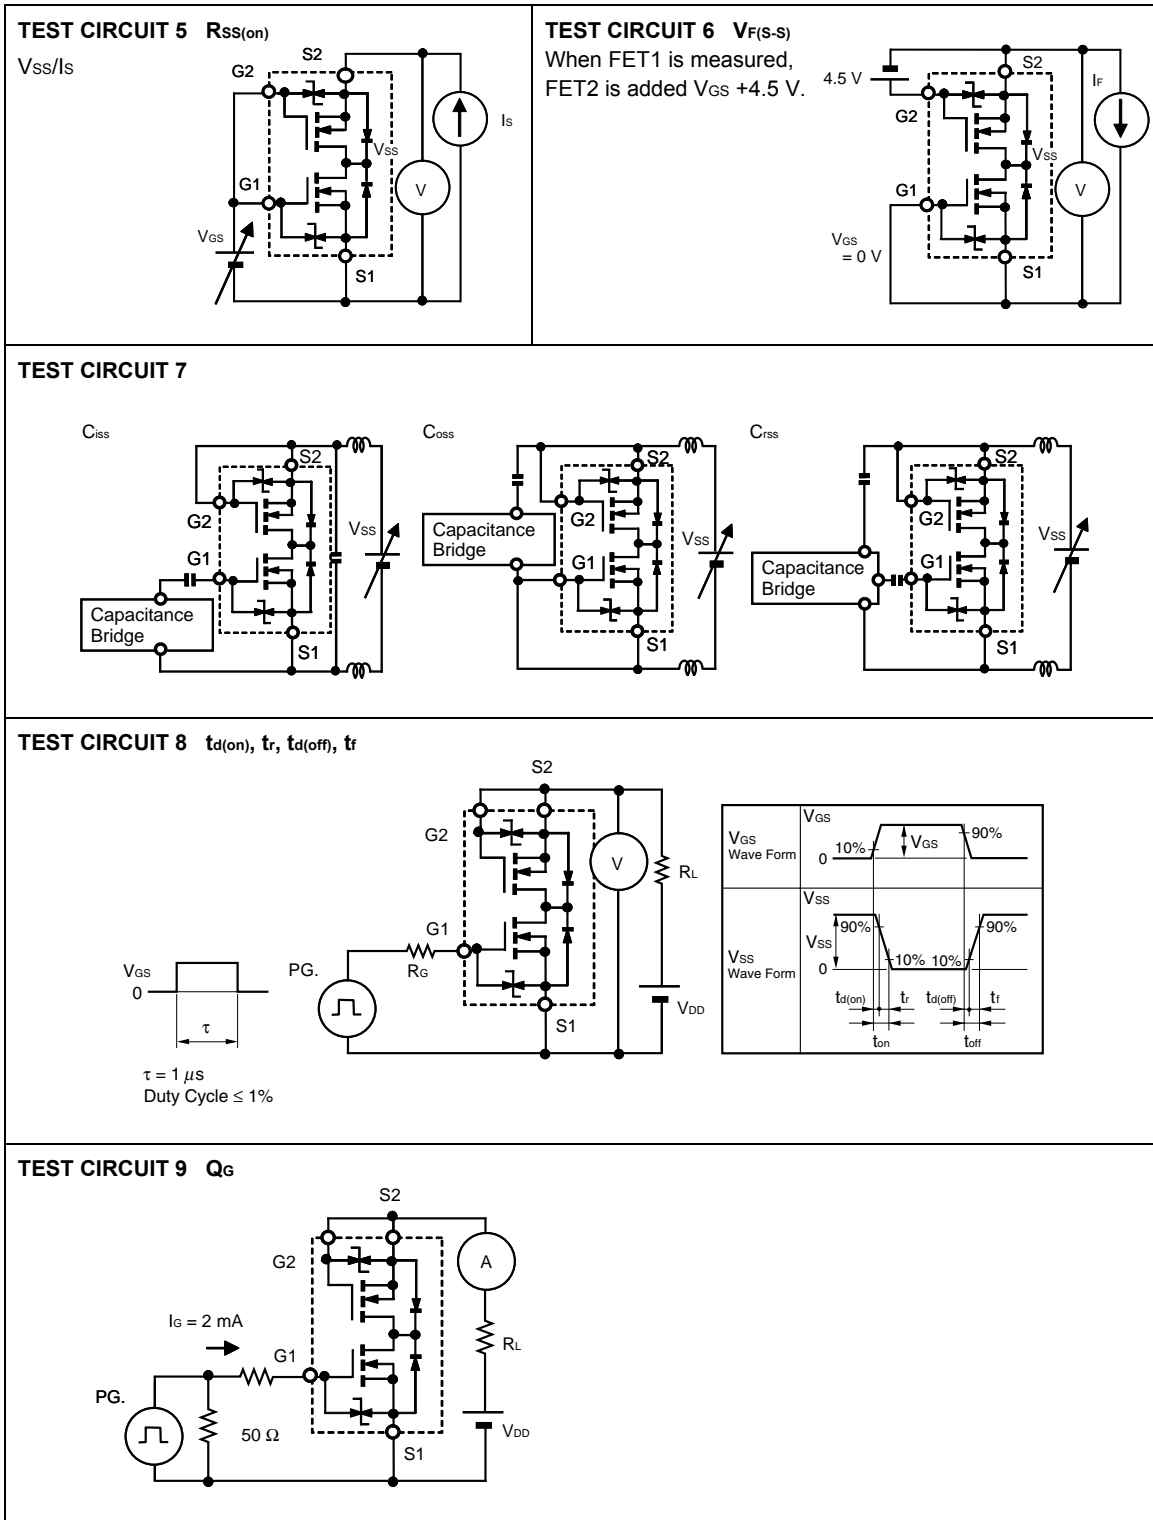 TEST CIRCUIT 5 RSS(on)
VSS/IS
S2
G2
IS
VSS
G1
V
VGS
S1
TEST CIRCUIT 6 VF(S-S)
When FET1 is measured,
FET2 is added VGS +4.5 V.
S2
4.5 V
IF
G2
VSS
G1
V
VGS
= 0 V
S1
TEST CIRCUIT 7
Ciss
S2
G2
VSS
G1
Capacitance
Bridge
S1
Coss
S2
G2
Capacitance
Bridge
VSS
G1
S1
Crss
S2
G2
VSS
G1
Capacitance
Bridge
S1
TEST CIRCUIT 8 td(on), tr, td(off), tf
S2
G2
V
RL
G1
RG
PG.
VGS
0
τ
VDD
S1
τ = 1 μs
Duty Cycle ≤ 1%
VGS
Wave Form
VGS
10%
VGS
90%
0
VSS
Wave Form
VSS
90%
VSS
90%
10% 10%
0
td(on) tr td(off) tf
ton toff
TEST CIRCUIT 9 QG
S2
G2
A
IG = 2 mA
RL
G1
PG.
50 Ω
VDD
S1